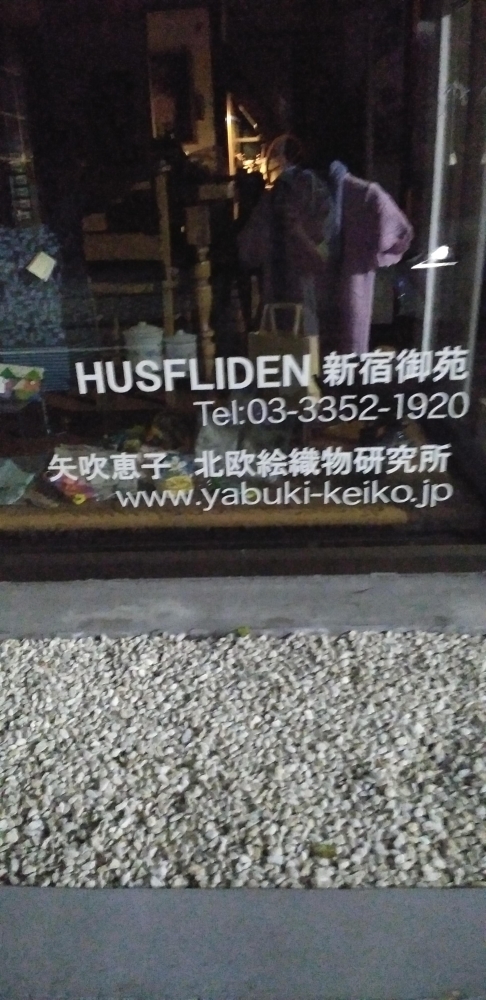 HUSFLIDEN 新宿御苑
Tel:03-3352-1920
矢吹恵子 北欧絵織物研究所
www.yabuki-keiko.jp